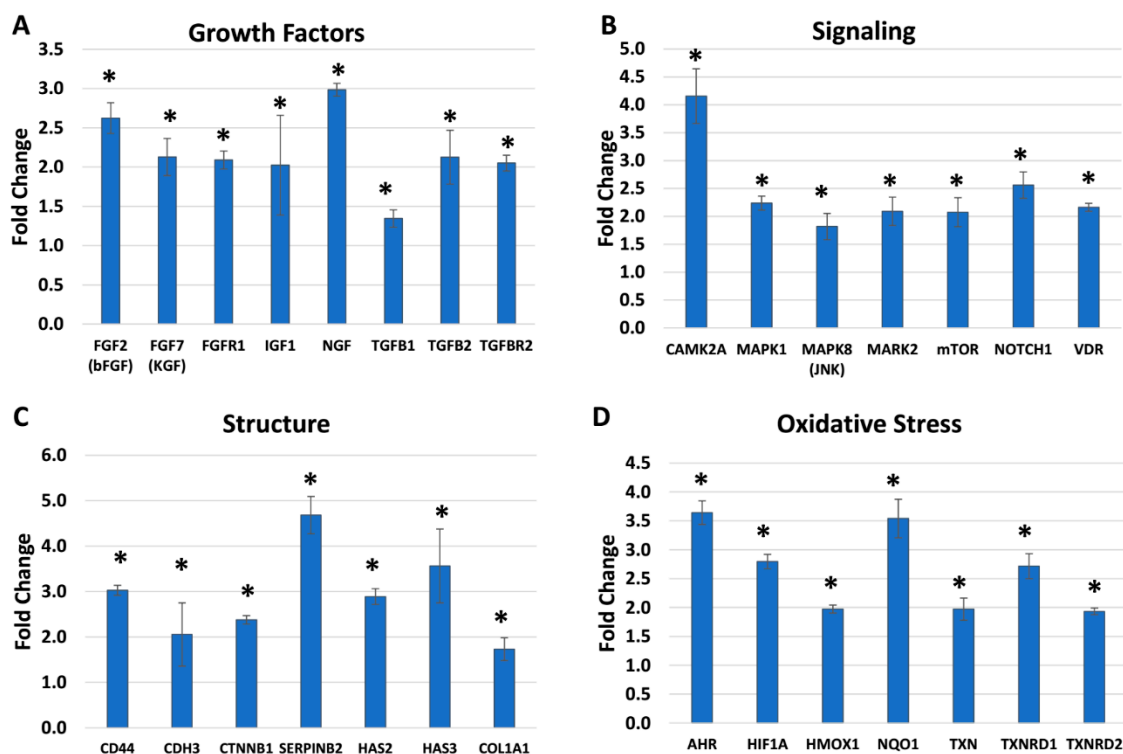 A
Growth Factors
Fold Change
3.5
3.0
2.5
2.0
1.5
1.0
0.5
0.0
* * * * * * * *
FGF2 FGF7 FGFR1 IGF1 NGF TGFB1 TGFB2 TGFBR2
(bFGF) (KGF)
B
Signaling
Fold Change
5.0
4.5
4.0
3.5
3.0
2.5
2.0
1.5
1.0
0.5
0.0
* * * * * * *
CAMK2A MAPK1 MAPK8 MARK2 mTOR NOTCH1 VDR
(JNK)
C
Structure
Fold Change
6.0
5.0
4.0
3.0
2.0
1.0
0.0
* * * * * * *
CD44 CDH3 CTNNB1 SERPINB2 HAS2 HAS3 COL1A1
D
Oxidative Stress
Fold Change
4.5
4.0
3.5
3.0
2.5
2.0
1.5
1.0
0.5
0.0
* * * * * * *
AHR HIF1A HMOX1 NQO1 TXN TXNRD1 TXNRD2